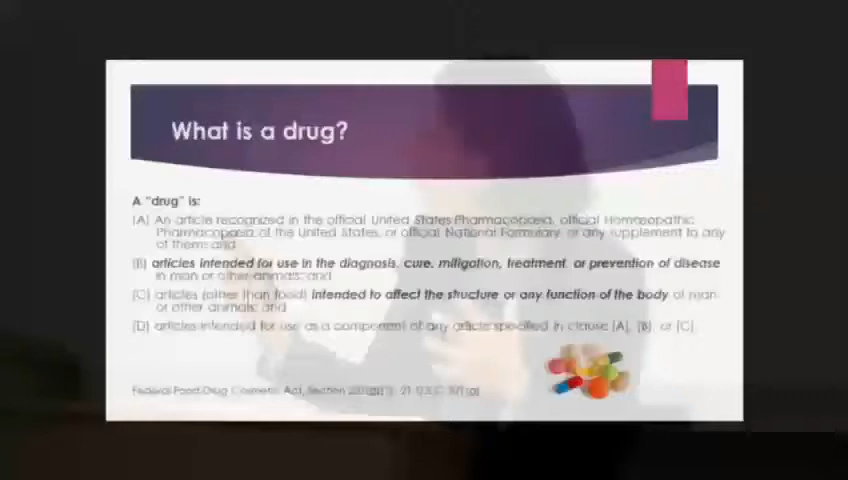 What is a drug?
A "drug" is:
(A) An article recognized in the official United States Pharmacopoeia, official Homeopathic
Pharmacopoeia of the United States, or official National Formulary, or any supplement to any
of them; and
(B) articles intended for use in the diagnosis, cure, mitigation, treatment, or prevention of disease
in man or other animals; and
(C) articles (other than food) intended to affect the structure or any function of the body of man
or other animals; and
(D) articles intended for use as a component of any article specified in clause (A), (B), or (C).
Federal Food Drug Cosmetic Act, Section 21 U.S.C.